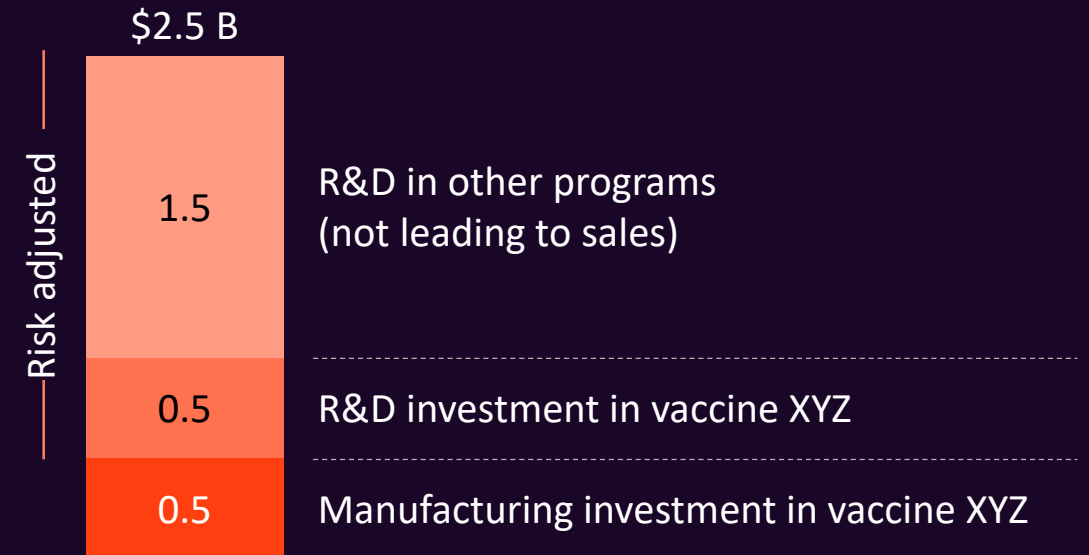 $2.5 B
Risk adjusted
1.5
R&D in other programs
(not leading to sales)
0.5
R&D investment in vaccine XYZ
0.5
Manufacturing investment in vaccine XYZ